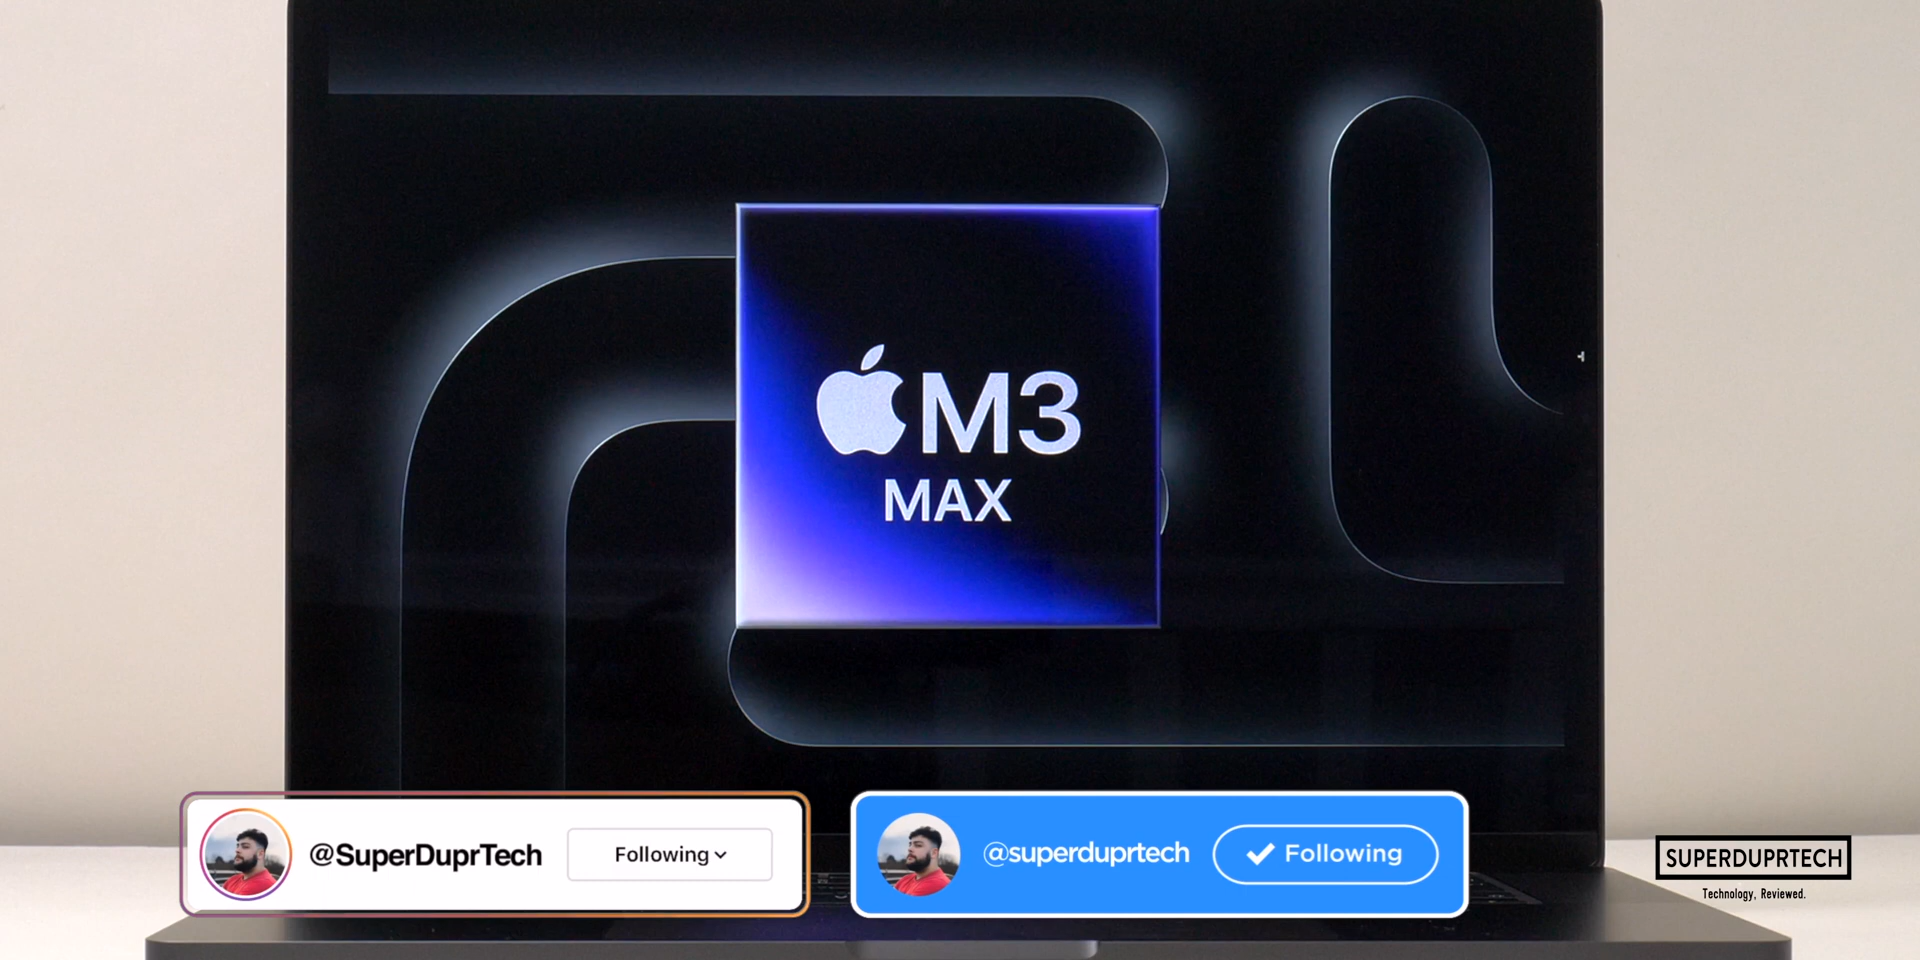 M3
MAX
@SuperDuprTech
Following
@superduprtech
Following
SUPERDUPRTECH
Technology, Reviewed.